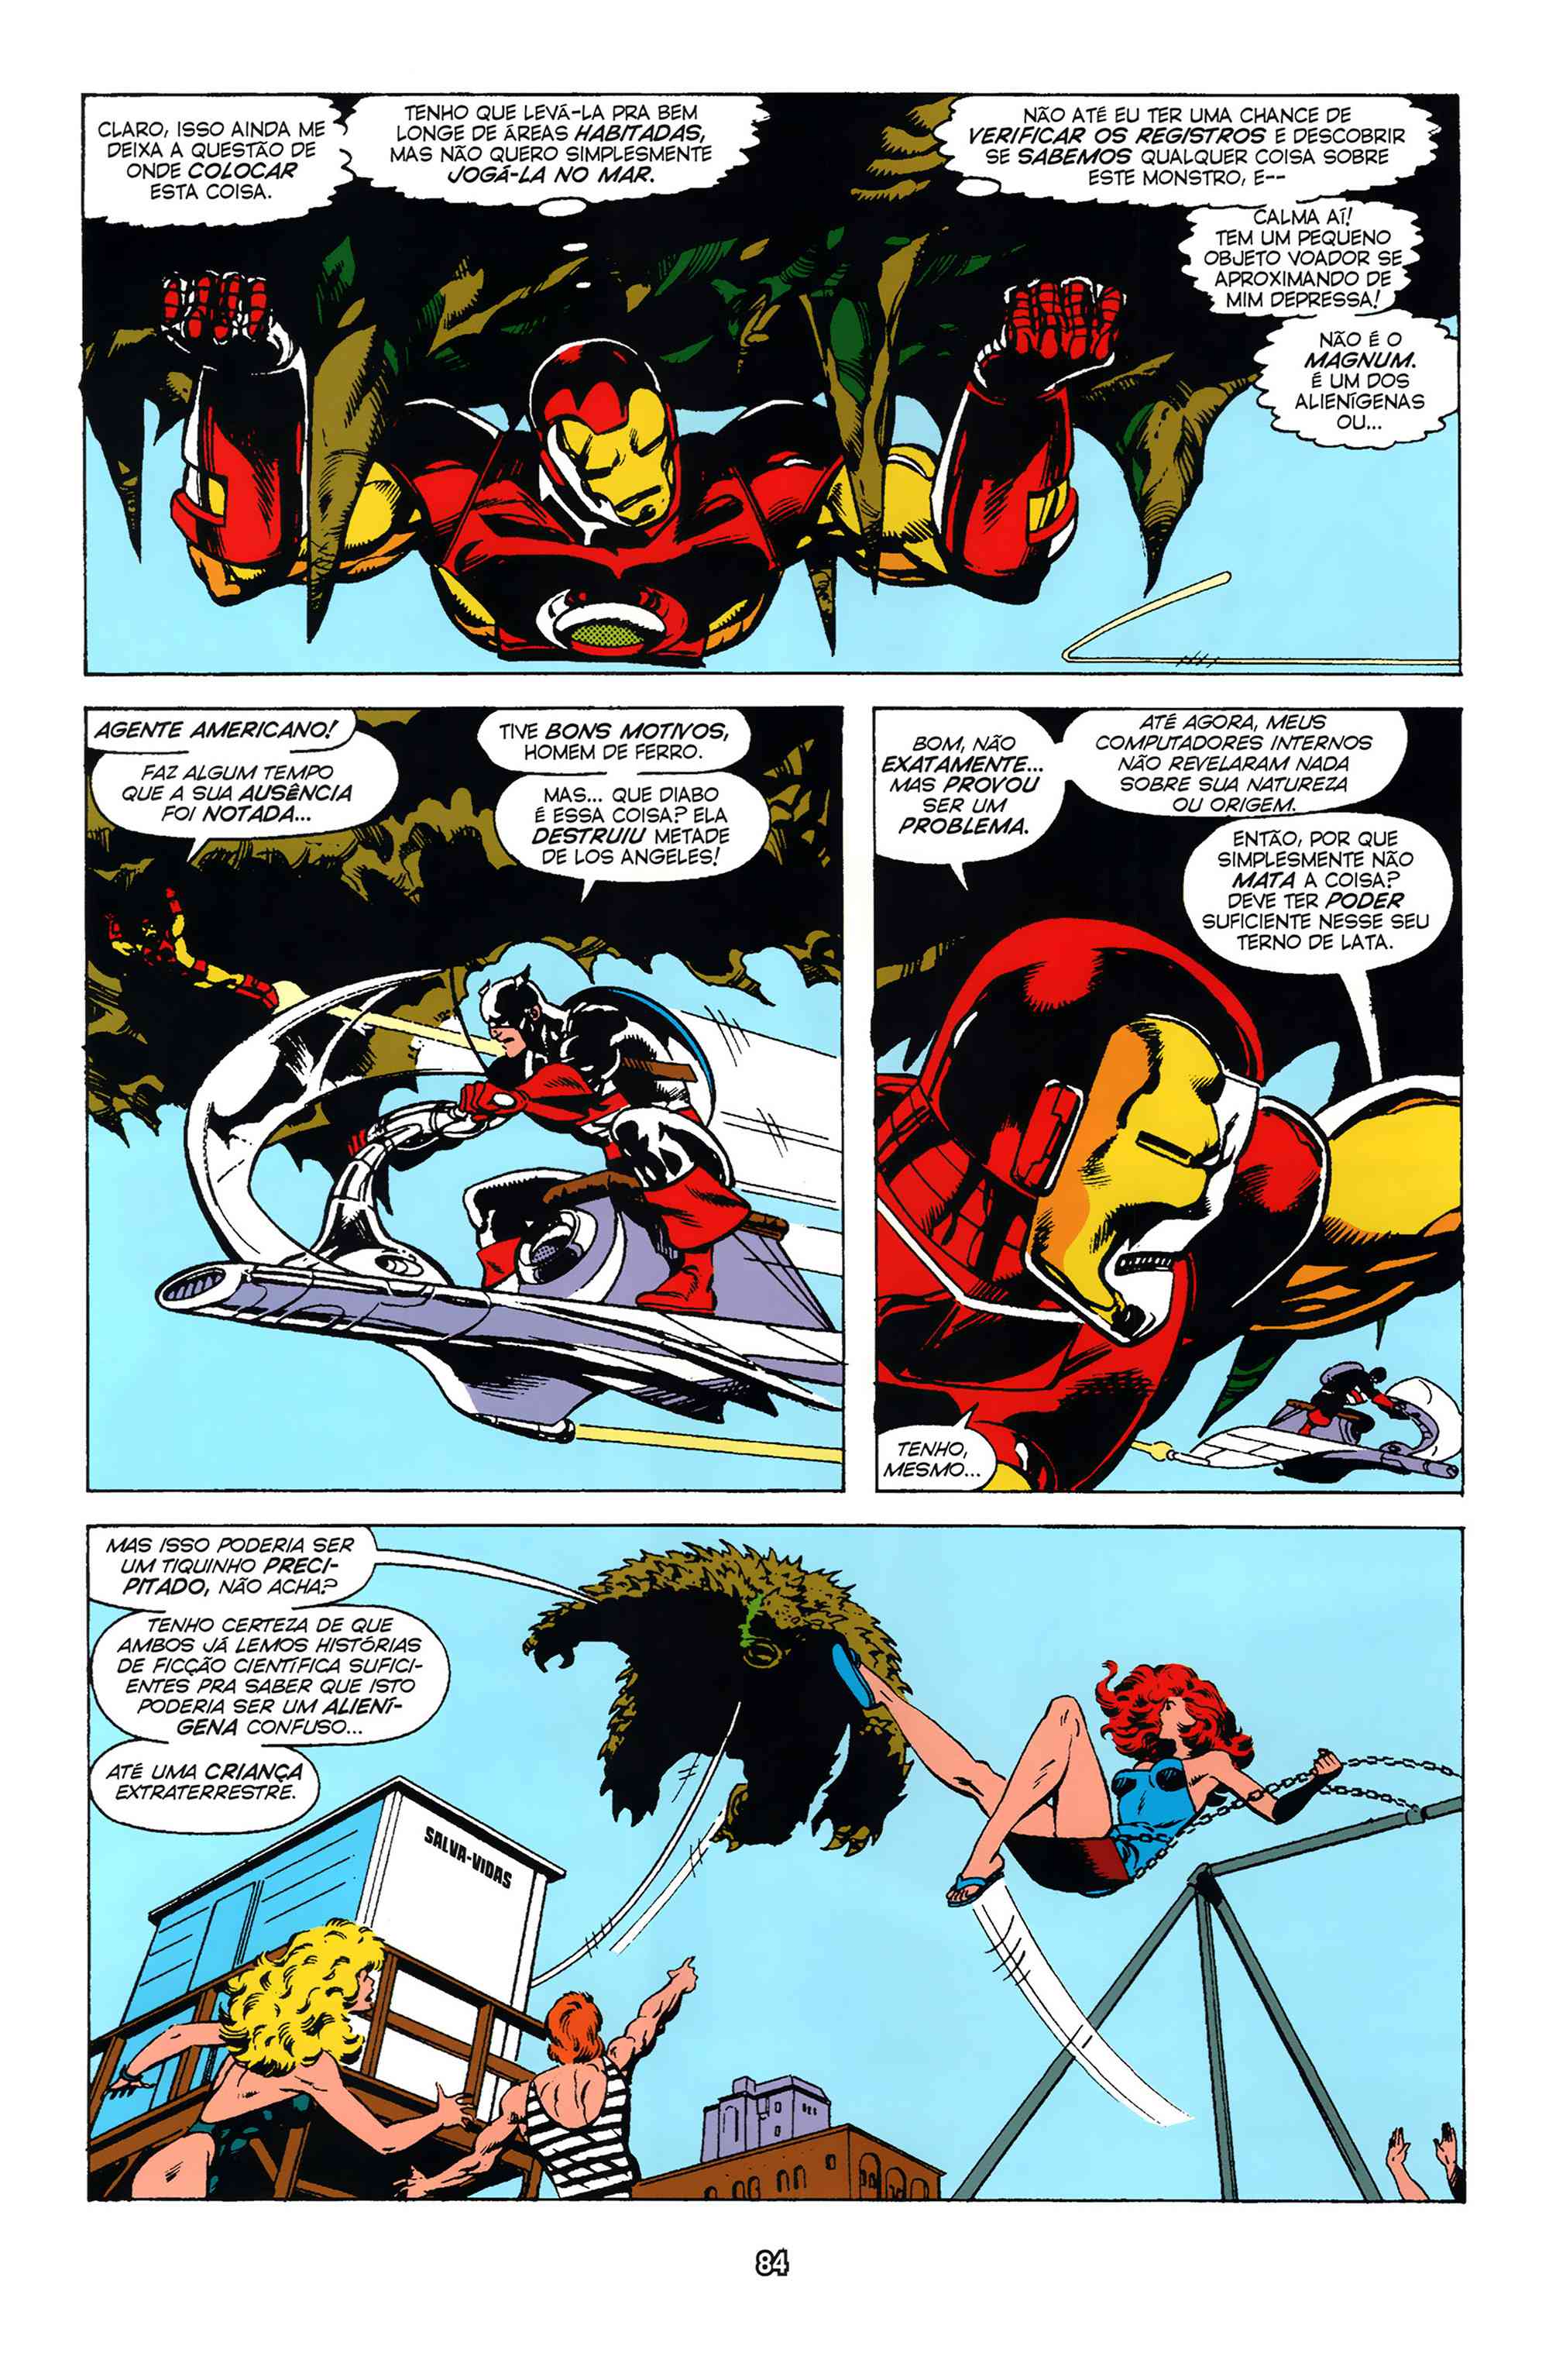 CLARO, ISSO AINDA ME
DEIXA A QUESTÃO DE
ONDE COLOCAR
ESTA COISA.
TENHO QUE LEVÁ-LA PRA BEM
LONGE DE ÁREAS HABITADAS,
MAS NÃO QUERO SIMPLESMENTE
JOGÁ-LA NO MAR.
NÃO ATÉ EU TER UMA CHANCE DE
VERIFICAR OS REGISTROS E DESCOBRIR
SE SABEMOS QUALQUER COISA SOBRE
ESTE MONSTRO, E--
CALMA AÍ!
TEM UM PEQUENO
OBJETO VOADOR SE
APROXIMANDO DE
MIM DEPRESSA!
NÃO É O
MAGNUM.
É UM DOS
ALIENÍGENAS
OU...
AGENTE AMERICANO!
FAZ ALGUM TEMPO
QUE A SUA AUSÊNCIA
FOI NOTADA...
TIVE BONS MOTIVOS,
HOMEM DE FERRO.
MAS... QUE DIABO
É ESSA COISA? ELA
DESTRUIU METADE
DE LOS ANGELES!
BOM, NÃO
EXATAMENTE...
MAS PROVOU
SER UM
PROBLEMA.
ATÉ AGORA, MEUS
COMPUTADORES INTERNOS
NÃO REVELARAM NADA
SOBRE SUA NATUREZA
OU ORIGEM.
ENTÃO, POR QUE
SIMPLESMENTE NÃO
MATA A COISA?
DEVE TER PODER
SUFICIENTE NESSE SEU
TERNO DE LATA.
TENHO,
MESMO...
MAS ISSO PODERIA SER
UM TIQUINHO PRECI-
PITADO, NÃO ACHA?
TENHO CERTEZA DE QUE
AMBOS JÁ LEMOS HISTÓRIAS
DE FICÇÃO CIENTÍFICA SUFICI-
ENTES PRA SABER QUE ISTO
PODERIA SER UM ALIENÍ-
GENA CONFUSO...
ATÉ UMA CRIANÇA
EXTRATERRESTRE.
SALVA-VIDAS
84